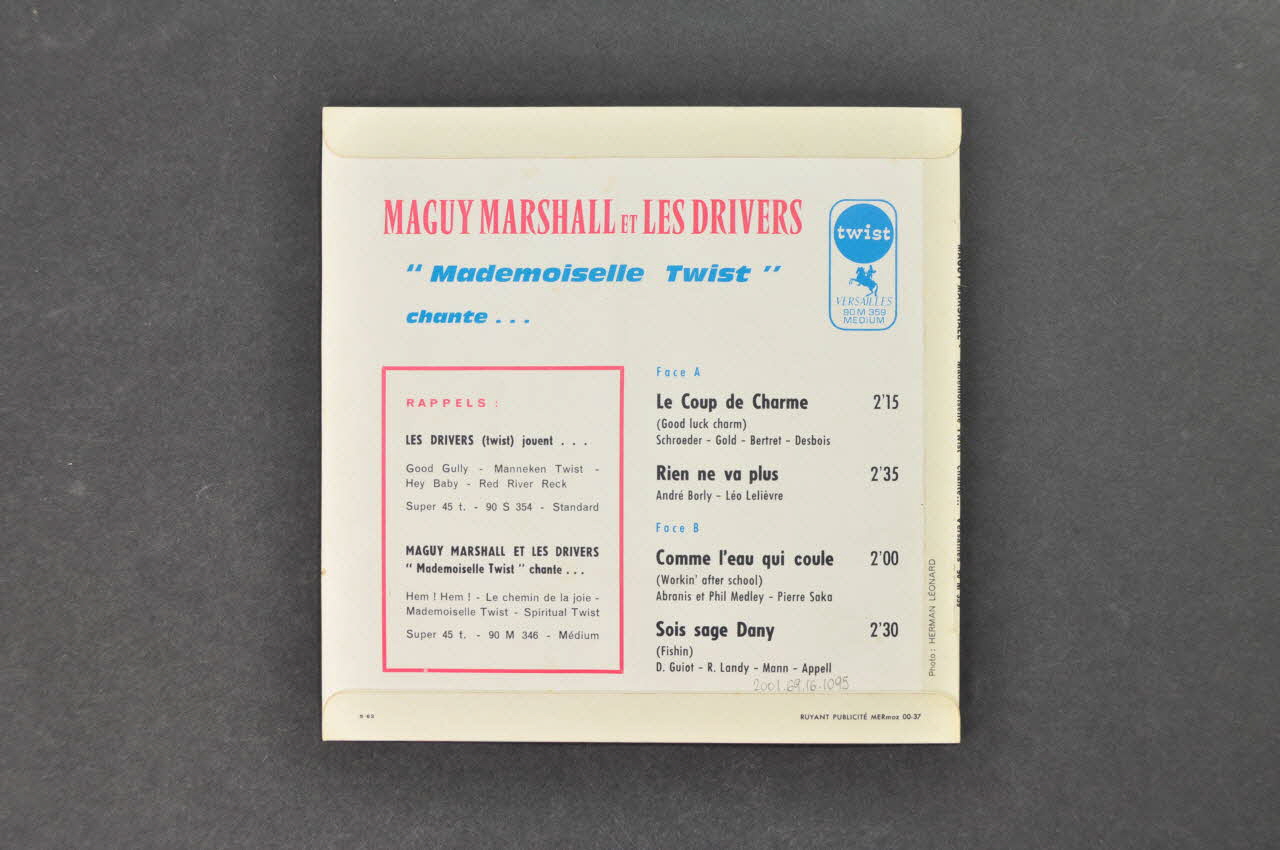 MAGUY MARSHALL ET LES DRIVERS
“ Mademoiselle Twist ”
chante . . .
twist
VERSAILLES
90 M 359
MEDIUM
RAPPELS :
LES DRIVERS (twist) jouent . . .
Good Gully - Manneken Twist -
Hey Baby - Red River Reck
Super 45 t. - 90 S 354 - Standard
MAGUY MARSHALL ET LES DRIVERS
“ Mademoiselle Twist ” chante . . .
Hem ! Hem ! - Le chemin de la joie -
Mademoiselle Twist - Spiritual Twist
Super 45 t. - 90 M 346 - Médium
Face A
Le Coup de Charme 2'15
(Good luck charm)
Schroeder - Gold - Bertret - Desbois
Rien ne va plus 2'35
André Borly - Léo Lelièvre
Face B
Comme l'eau qui coule 2'00
(Workin' after school)
Abranis et Phil Medley - Pierre Saka
Sois sage Dany 2'30
(Fishin)
D. Guiot - R. Landy - Mann - Appell
2001.69.16.1095
Photo : HERMAN LÉONARD
5-62
RUYANT PUBLICITÉ MERmoz 00-37